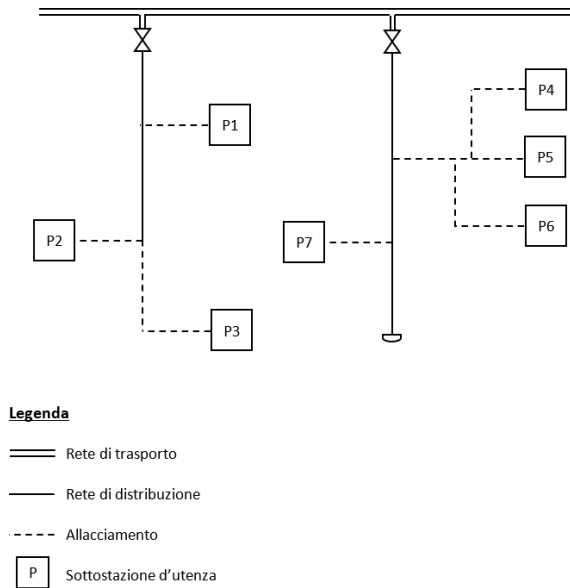 P1
P2
P3
P4
P5
P6
P7
Legenda
Rete di trasporto
Rete di distribuzione
Allacciamento
P
Sottostazione d'utenza